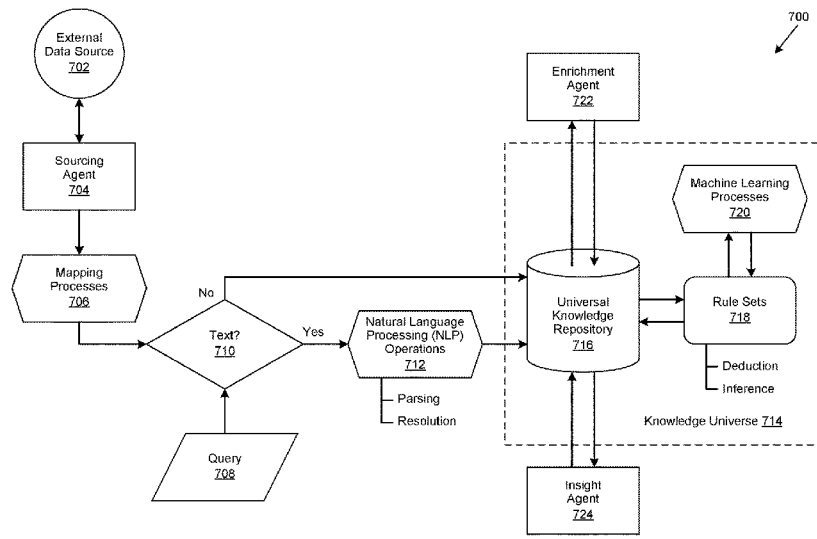 700
External
Data Source
702
Enrichment
Agent
722
Sourcing
Agent
704
Machine Learning
Processes
720
Mapping
Processes
706
No
Text?
710
Yes
Natural Language
Processing (NLP)
Operations
712
Parsing
Resolution
Universal
Knowledge
Repository
716
Rule Sets
718
Deduction
Inference
Knowledge Universe 714
Query
708
Insight
Agent
724